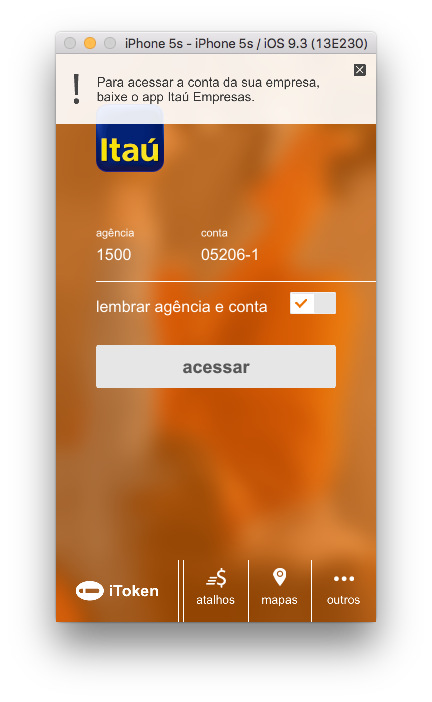 iPhone 5s - iPhone 5s / iOS 9.3 (13E230)
Para acessar a conta da sua empresa,
baixe o app Itaú Empresas.
Itaú
agência conta
1500 05206-1
lembrar agência e conta
acessar
iToken
atalhos mapas outros